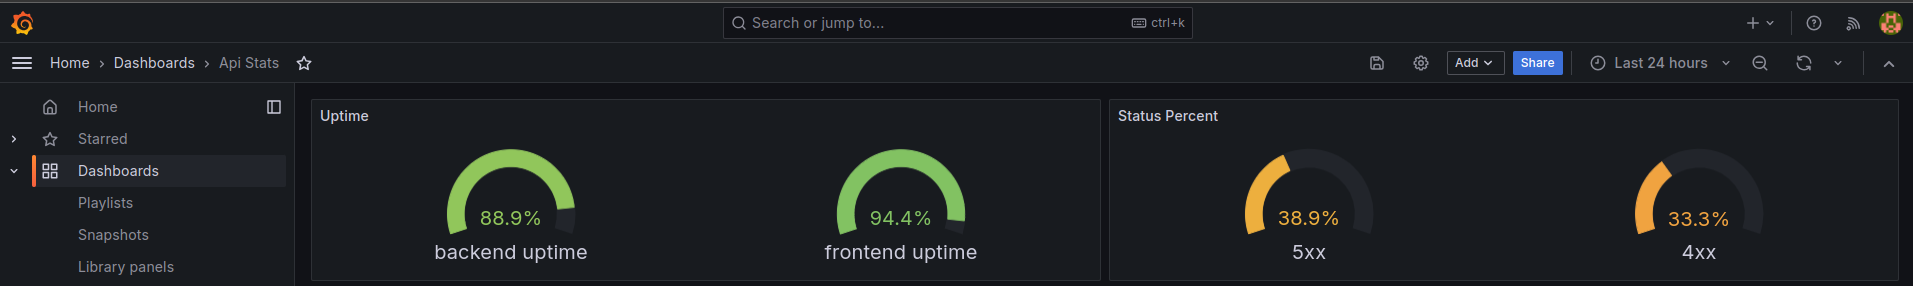 Search or jump to... ctrl+k
Home › Dashboards › Api Stats Add Share Last 24 hours
Home
Starred
Dashboards
Playlists
Snapshots
Library panels
Uptime
88.9%
backend uptime
94.4%
frontend uptime
Status Percent
38.9%
5xx
33.3%
4xx